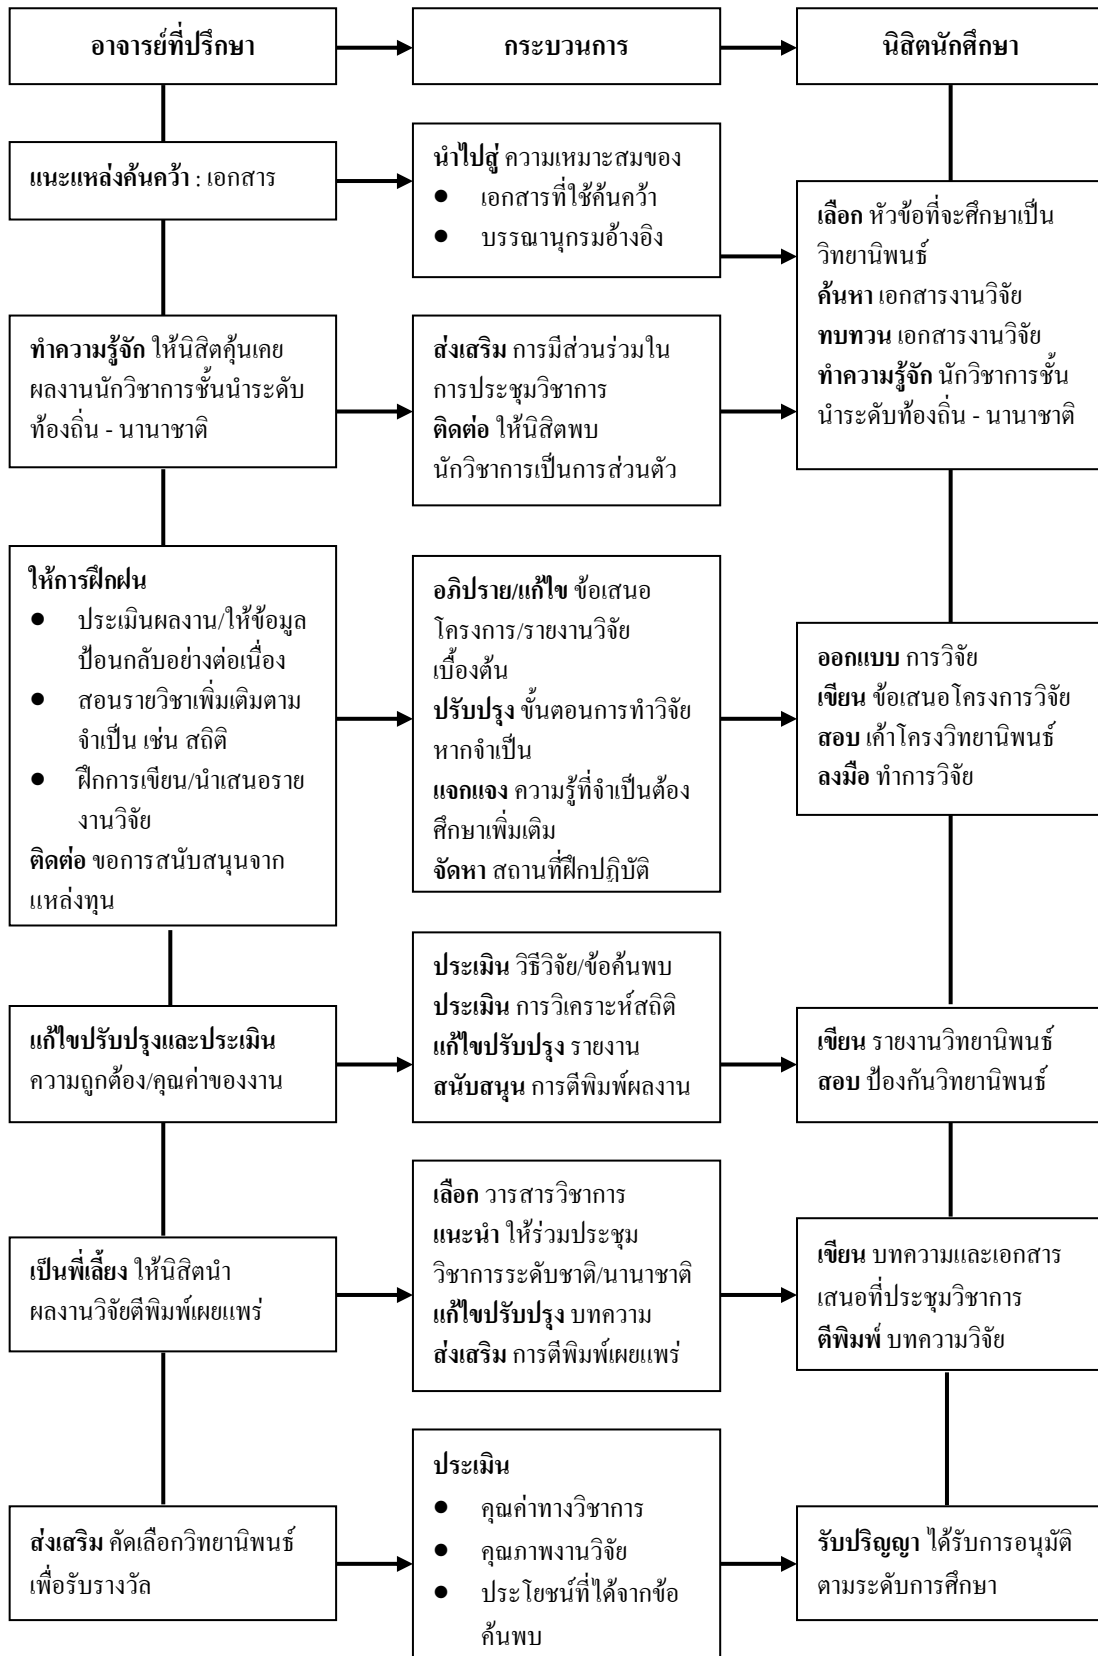 อาจารย์ที่ปรึกษา
กระบวนการ
นิสิตนักศึกษา
แนะแหล่งค้นคว้า : เอกสาร
นำไปสู่ ความเหมาะสมของ
● เอกสารที่ใช้ค้นคว้า
● บรรณานุกรมอ้างอิง
เลือก หัวข้อที่จะศึกษาเป็น
วิทยานิพนธ์
ค้นหา เอกสารงานวิจัย
ทบทวน เอกสารงานวิจัย
ทำความรู้จัก นักวิชาการชั้น
นำระดับท้องถิ่น - นานาชาติ
ทำความรู้จัก ให้นิสิตคุ้นเคย
ผลงานนักวิชาการชั้นนำระดับ
ท้องถิ่น - นานาชาติ
ส่งเสริม การมีส่วนร่วมใน
การประชุมวิชาการ
ติดต่อ ให้นิสิตพบ
นักวิชาการเป็นการส่วนตัว
ให้การฝึกฝน
● ประเมินผลงาน/ให้ข้อมูล
ป้อนกลับอย่างต่อเนื่อง
● สอนรายวิชาเพิ่มเติมตาม
จำเป็น เช่น สถิติ
● ฝึกการเขียน/นำเสนอราย
งานวิจัย
ติดต่อ ขอการสนับสนุนจาก
แหล่งทุน
อภิปราย/แก้ไข ข้อเสนอ
โครงการ/รายงานวิจัย
เบื้องต้น
ปรับปรุง ขั้นตอนการทำวิจัย
หากจำเป็น
แจกแจง ความรู้ที่จำเป็นต้อง
ศึกษาเพิ่มเติม
จัดหา สถานที่ฝึกปฏิบัติ
ออกแบบ การวิจัย
เขียน ข้อเสนอโครงการวิจัย
สอบ เค้าโครงวิทยานิพนธ์
ลงมือ ทำการวิจัย
แก้ไขปรับปรุงและประเมิน
ความถูกต้อง/คุณค่าของงาน
ประเมิน วิธีวิจัย/ข้อค้นพบ
ประเมิน การวิเคราะห์สถิติ
แก้ไขปรับปรุง รายงาน
สนับสนุน การตีพิมพ์ผลงาน
เขียน รายงานวิทยานิพนธ์
สอบ ป้องกันวิทยานิพนธ์
เป็นพี่เลี้ยง ให้นิสิตนำ
ผลงานวิจัยตีพิมพ์เผยแพร่
เลือก วารสารวิชาการ
แนะนำ ให้ร่วมประชุม
วิชาการระดับชาติ/นานาชาติ
แก้ไขปรับปรุง บทความ
ส่งเสริม การตีพิมพ์เผยแพร่
เขียน บทความและเอกสาร
เสนอที่ประชุมวิชาการ
ตีพิมพ์ บทความวิจัย
ส่งเสริม คัดเลือกวิทยานิพนธ์
เพื่อรับรางวัล
ประเมิน
● คุณค่าทางวิชาการ
● คุณภาพงานวิจัย
● ประโยชน์ที่ได้จากข้อ
ค้นพบ
รับปริญญา ได้รับการอนุมัติ
ตามระดับการศึกษา